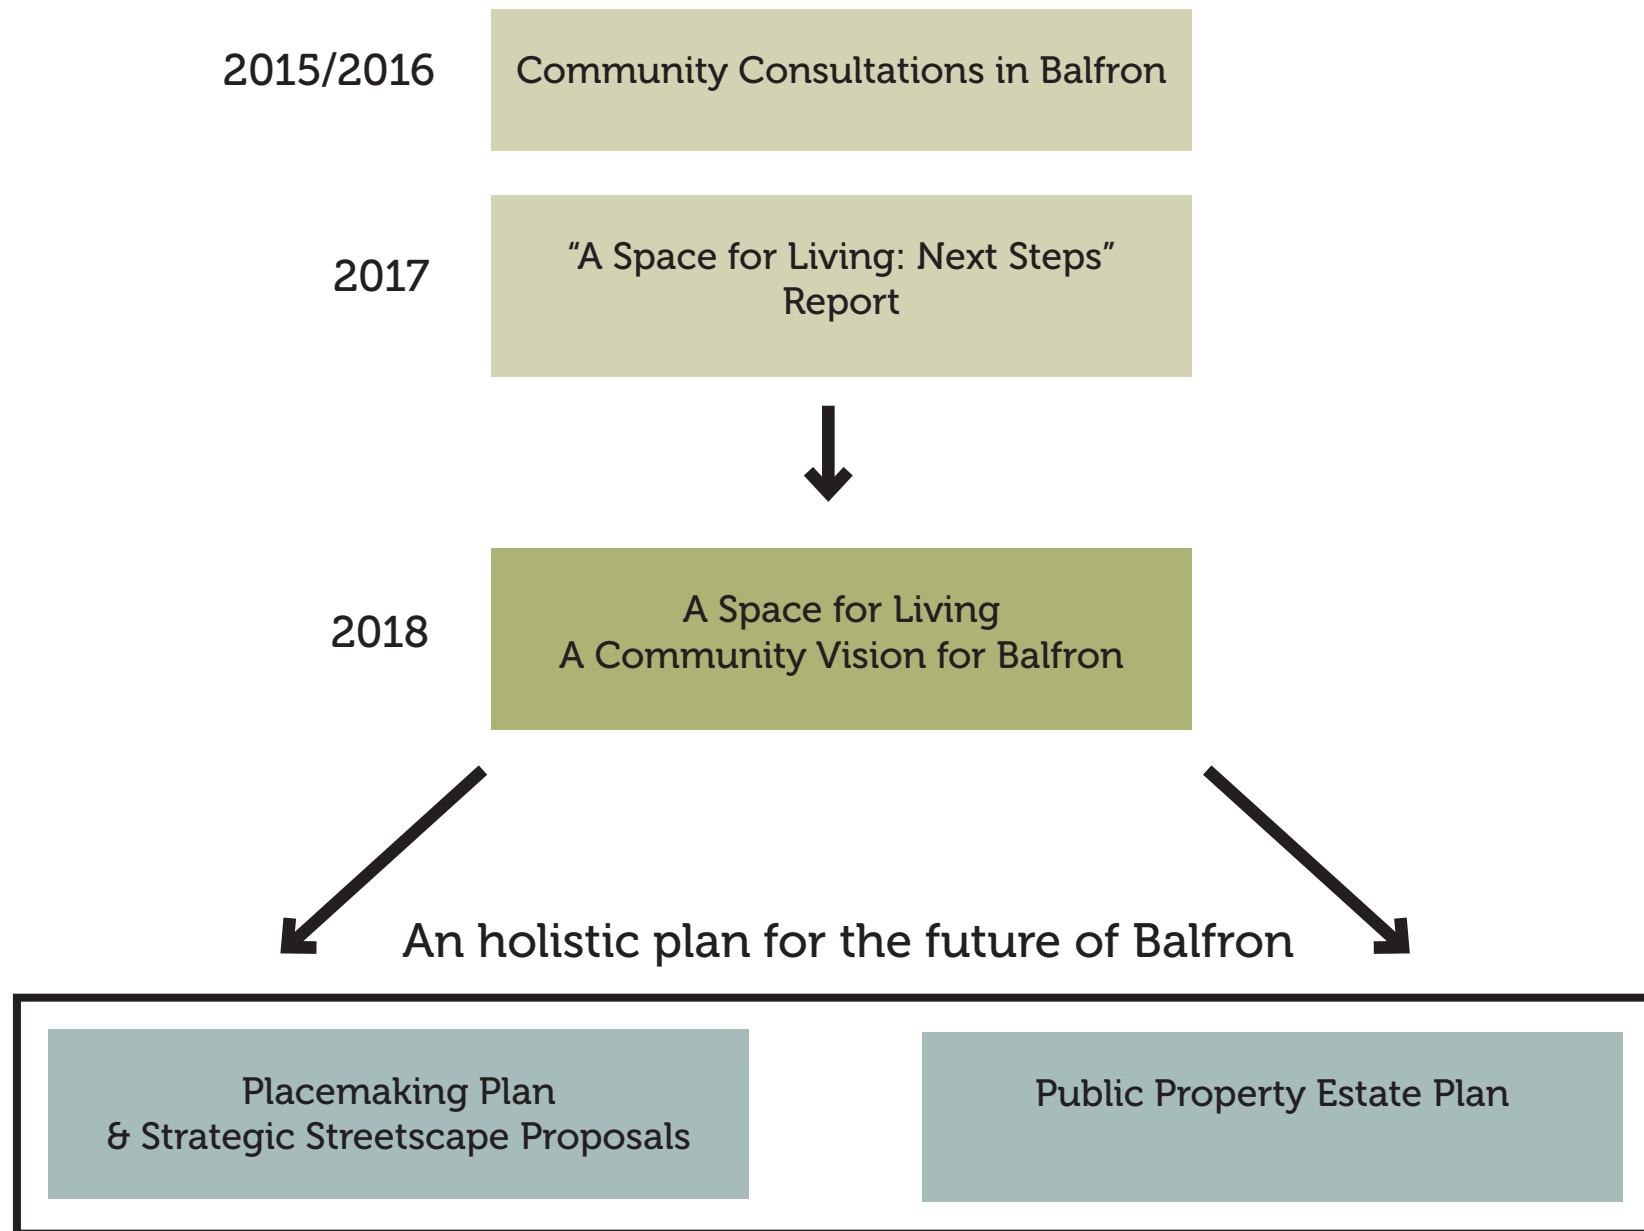 2015/2016
Community Consultations in Balfron
2017
“A Space for Living: Next Steps”
Report
2018
A Space for Living
A Community Vision for Balfron
An holistic plan for the future of Balfron
Placemaking Plan
& Strategic Streetscape Proposals
Public Property Estate Plan